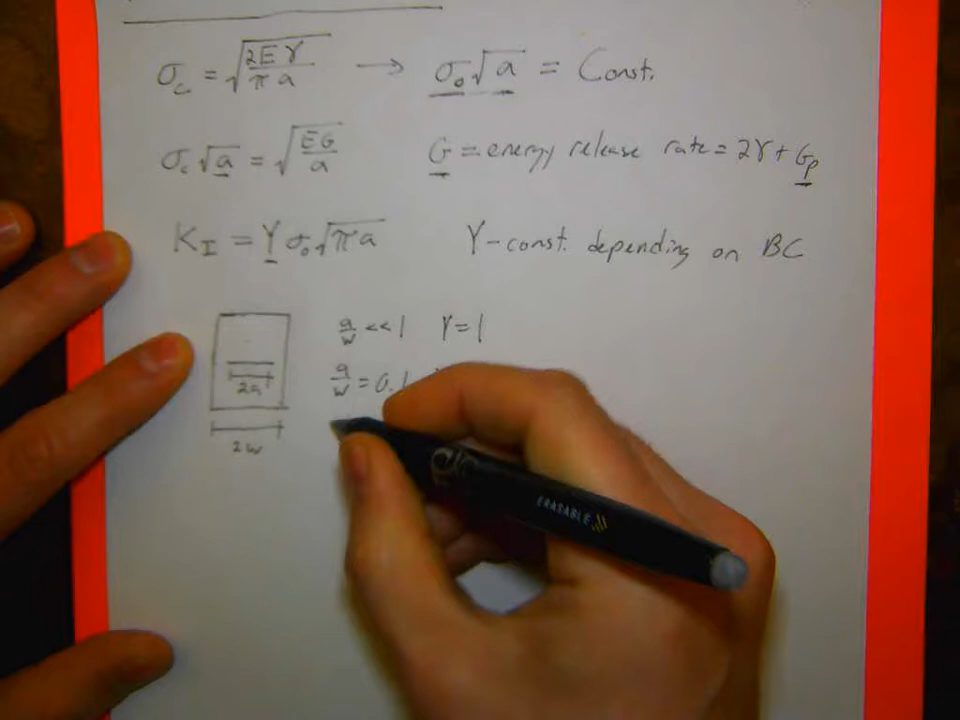 σc = √(2Eγ/πa) → σo√a = Const.
σc√a = √(EG/a) G = energy release rate = 2γ + Gp
KI = Y σo√πa Y - const. depending on BC
a/w << 1 Y = 1
a/w = 0.1
2a
2w
ERASABLE